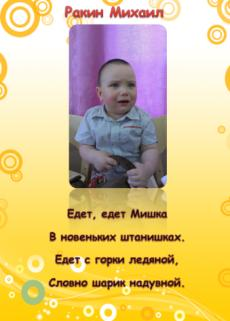 Ракин Михаил
Едет, едет Мишка
В новеньких штанишках.
Едет с горки ледяной,
Словно шарик надувной.